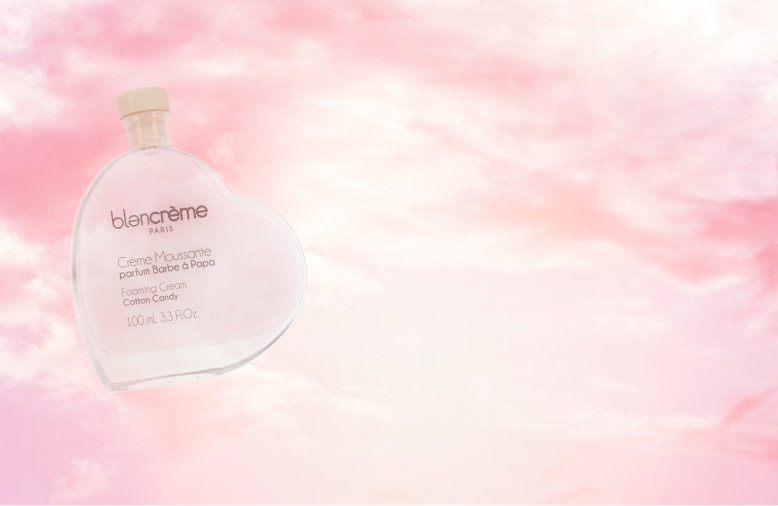 blancrème
PARIS
Crème Moussante
parfum Barbe à Papa
Foaming Cream
Cotton Candy
100 mL 3.3 Fl.Oz.